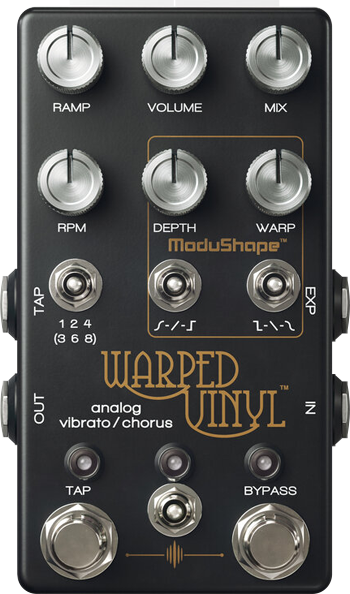 RAMP VOLUME MIX
RPM DEPTH WARP
ModuShape™
TAP EXP
1 2 4
(3 6 8)
WARPED
VINYL™
OUT analog IN
vibrato/chorus
TAP BYPASS